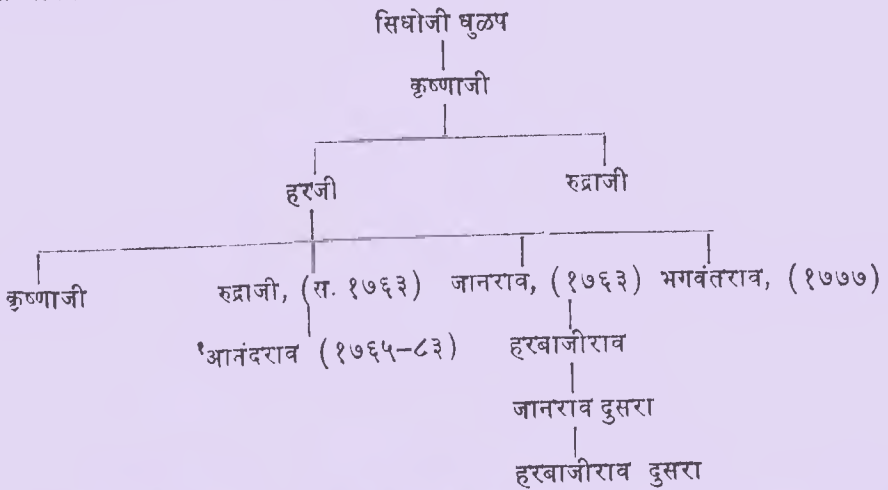 सिधोजी धुळप
कृष्णाजी
हरजी रुद्राजी
कृष्णाजी रुद्राजी, (स. १७६३) जानराव, (१७६३) भगवंतराव, (१७७७)
'आनंदराव (१७६५-८३) हरबाजीराव
जानराव दुसरा
हरबाजीराव दुसरा